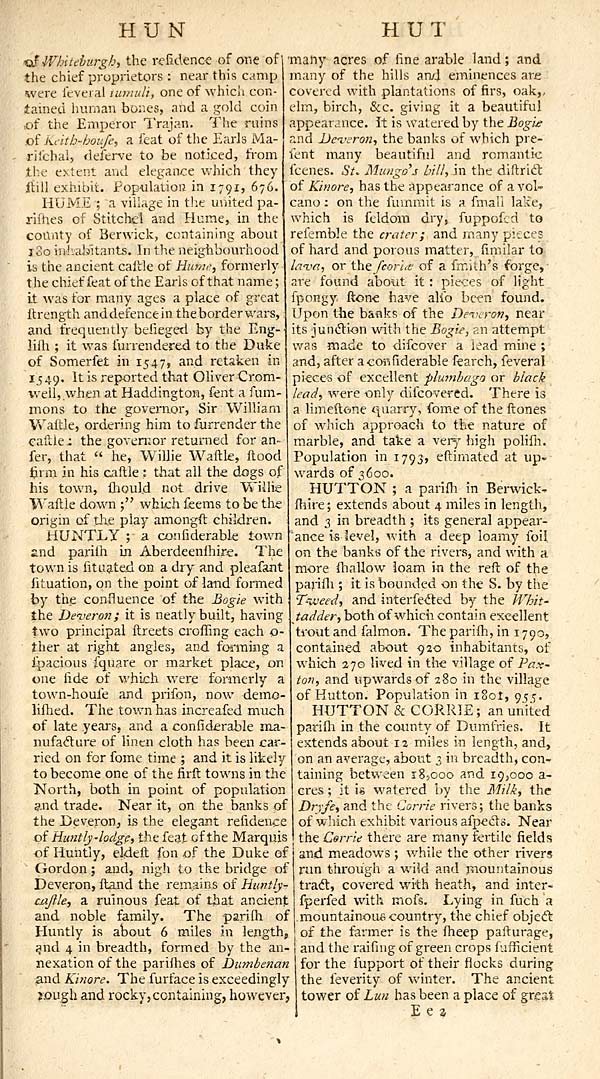 HUN
HUT
of Whiteburgh, the reſidence of one of
the chief proprietors : near this camp
were ſeveral tumuli, one of which con-
tained human bones, and a gold coin
of the Emperor Trajan. The ruins
of Keith-houſe, a ſeat of the Earls Ma-
riſchal, deſerve to be noticed, from
the extent and elegance which they
ſtill exhibit. Population in 1791, 676.
HUME ; a village in the united pa-
riſhes of Stitchel and Hume, in the
county of Berwick, containing about
180 inhabitants. In the neighbourhood
is the ancient caſtle of Hume, formerly
the chief ſeat of the Earls of that name;
it was for many ages a place of great
ſtrength and defence in the border wars,
and frequently beſieged by the Eng-
liſh ; it was ſurrendered to the Duke
of Somerſet in 1547, and retaken in
1549. It is reported that Oliver Crom-
well, when at Haddington, ſent a ſum-
mons to the governor, Sir William
Waſtle, ordering him to ſurrender the
caſtle : the governor returned for an-
ſer, that " he, Willie Waſtle, ſtood
firm in his caſtle : that all the dogs of
his town, ſhould not drive Willie
Waſtle down ;" which ſeems to be the
origin of the play amongſt children.
HUNTLY ; a conſiderable town
and pariſh in Aberdeenſhire. The
town is ſituated on a dry and pleaſant
ſituation, on the point of land formed
by the confluence of the Bogie with
the Deveron; it is neatly built, having
two principal ſtreets croſſing each o-
ther at right angles, and forming a
ſpacious ſquare or market place, on
one ſide of which were formerly a
town-houſe and priſon, now demo-
liſhed. The town has increaſed much
of late years, and a conſiderable ma-
nufacture of linen cloth has been car-
ried on for ſome time ; and it is likely
to become one of the firſt towns in the
North, both in point of population
and trade. Near it, on the banks of
the Deveron, is the elegant reſidence
of Huntly-lodge, the ſeat of the Marquis
of Huntly, eldeſt ſon of the Duke of
Gordon ; and, nigh to the bridge of
Deveron, ſtand the remains of Huntly-
caſtle, a ruinous ſeat of that ancient
and noble family. The pariſh of
Huntly is about 6 miles in length,
and 4 in breadth, formed by the an-
nexation of the pariſhes of Dumbenan
and Kinore. The ſurface is exceedingly
rough and rocky, containing, however,
many acres of fine arable land ; and
many of the hills and eminences are
covered with plantations of firs, oak,
elm, birch, &c. giving it a beautiful
appearance. It is watered by the Bogie
and Deveron, the banks of which pre-
ſent many beautiful and romantic
ſcenes. St. Mungo's hill, in the diſtrict
of Kinore, has the appearance of a vol-
cano : on the ſummit is a ſmall lake,
which is ſeldom dry, ſuppoſed to
reſemble the crater; and many pieces
of hard and porous matter, ſimilar to
lava, or the ſcoriæ of a ſmith's forge,
are found about it : pieces of light
ſpongy ſtone have alſo been found.
Upon the banks of the Deveron, near
its junction with the Bogie, an attempt
was made to diſcover a lead mine ;
and, after a conſiderable ſearch, ſeveral
pieces of excellent plumbago or black
lead, were only diſcovered. There is
a limeſtone quarry, ſome of the ſtones
of which approach to the nature of
marble, and take a very high poliſh.
Population in 1793, eſtimated at up-
wards of 3600.
HUTTON ; a pariſh in Berwick-
ſhire; extends about 4 miles in length,
and 3 in breadth ; its general appear-
ance is level, with a deep loamy ſoil
on the banks of the rivers, and with a
more ſhallow loam in the reſt of the
pariſh ; it is bounded on the S. by the
Tweed, and interſected by the Whit-
tadder, both of which contain excellent
trout and ſalmon. The pariſh, in 1790,
contained about 920 inhabitants, of
which 270 lived in the village of Pax-
ton, and upwards of 280 in the village
of Hutton. Population in 1801, 955.
HUTTON & CORRIE; an united
pariſh in the county of Dumfries. It
extends about 12 miles in length, and,
on an average, about 3 in breadth, con-
taining between 18,000 and 19,000 a-
cres ; it is watered by the Milk, the
Dryfe, and the Corrie rivers; the banks
of which exhibit various aſpects. Near
the Corrie there are many fertile fields
and meadows ; while the other rivers
run through a wild and mountainous
tract, covered with heath, and inter-
ſperſed with moſs. Lying in ſuch a
mountainous country, the chief object
of the farmer is the ſheep paſturage,
and the raiſing of green crops ſufficient
for the ſupport of their flocks during
the ſeverity of winter. The ancient
tower of Lun has been a place of great
E e 2